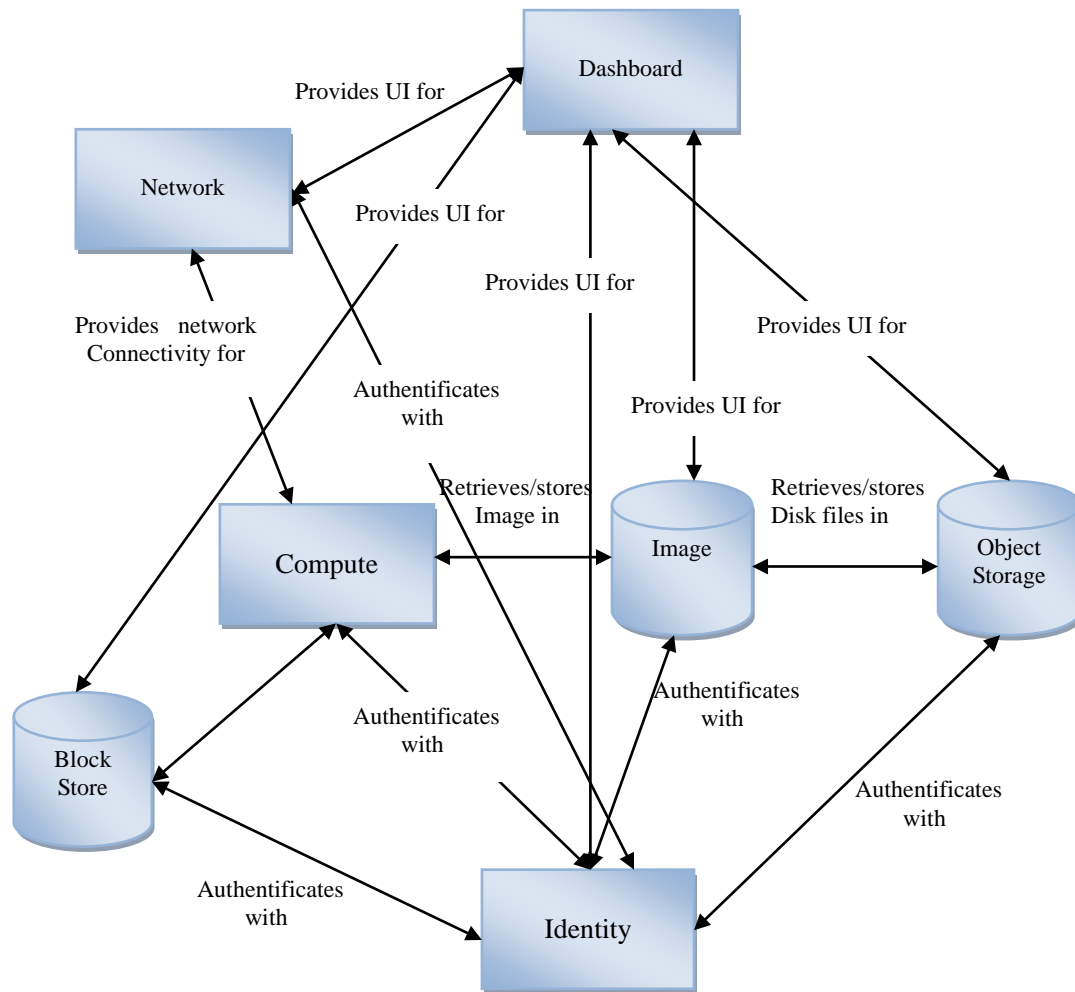 Dashboard
Provides UI for
Network
Provides UI for
Provides UI for
Provides network
Connectivity for
Provides UI for
Authentificates
with
Provides UI for
Retrieves/stores
Image in
Retrieves/stores
Disk files in
Compute
Image
Object
Storage
Authentificates
with
Authentificates
with
Block
Store
Authentificates
with
Authentificates
with
Identity